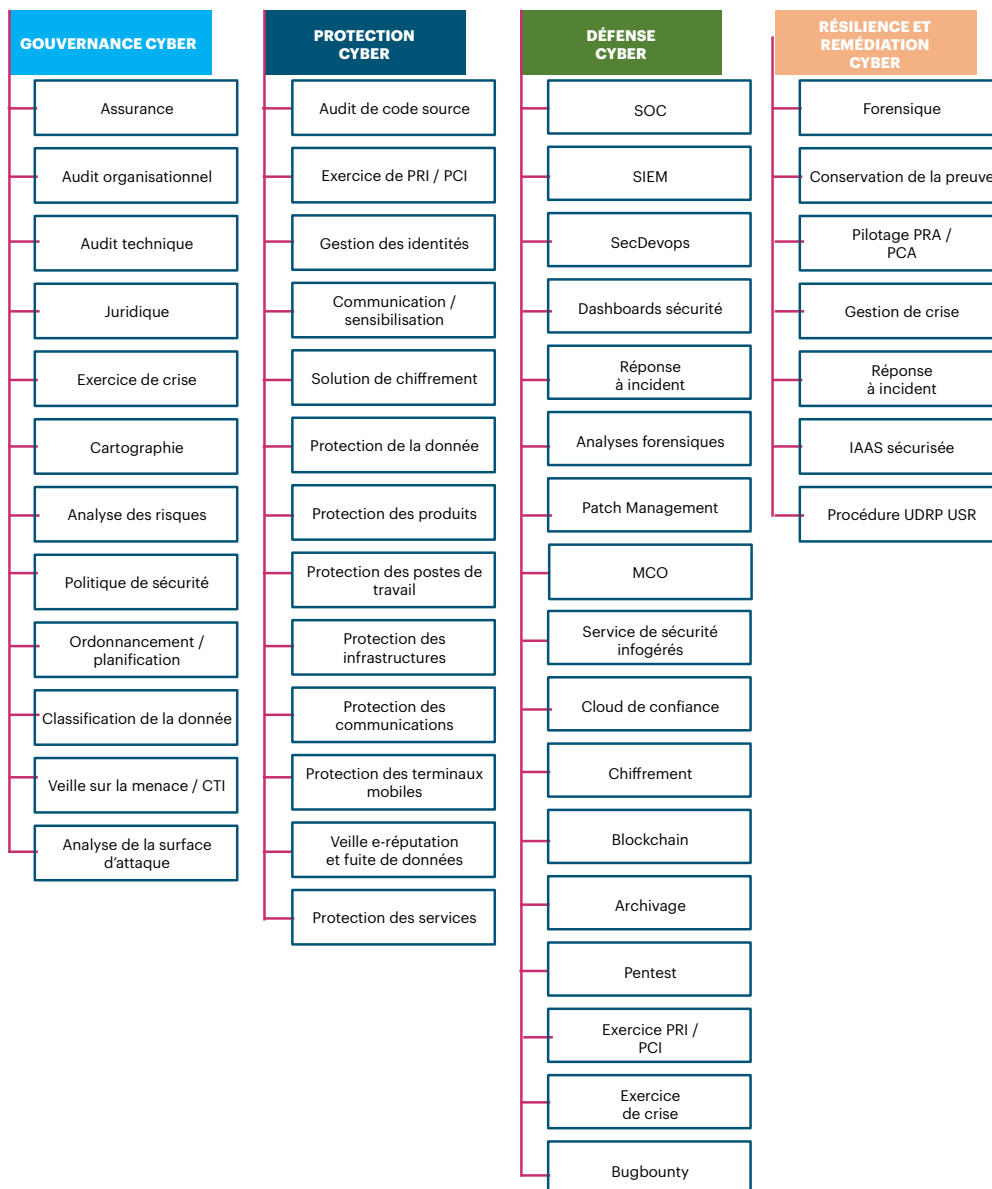 GOUVERNANCE CYBER
Assurance
Audit organisationnel
Audit technique
Juridique
Exercice de crise
Cartographie
Analyse des risques
Politique de sécurité
Ordonnancement /
planification
Classification de la donnée
Veille sur la menace / CTI
Analyse de la surface
d'attaque
PROTECTION
CYBER
Audit de code source
Exercice de PRI / PCI
Gestion des identités
Communication /
sensibilisation
Solution de chiffrement
Protection de la donnée
Protection des produits
Protection des postes de
travail
Protection des
infrastructures
Protection des
communications
Protection des terminaux
mobiles
Veille e-réputation
et fuite de données
Protection des services
DÉFENSE
CYBER
SOC
SIEM
SecDevops
Dashboards sécurité
Réponse
à incident
Analyses forensiques
Patch Management
MCO
Service de sécurité
infogérés
Cloud de confiance
Chiffrement
Blockchain
Archivage
Pentest
Exercice PRI /
PCI
Exercice
de crise
Bugbounty
RÉSILIENCE ET
REMÉDIATION
CYBER
Forensique
Conservation de la preuve
Pilotage PRA /
PCA
Gestion de crise
Réponse
à incident
IAAS sécurisée
Procédure UDRP USR